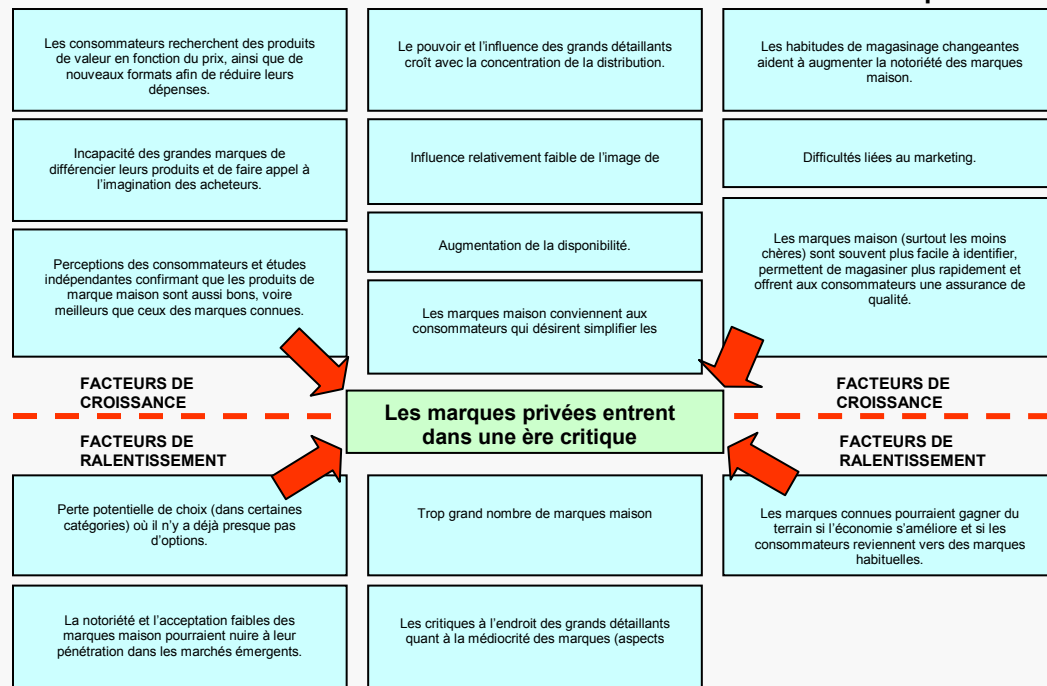 Les consommateurs recherchent des produits
de valeur en fonction du prix, ainsi que de
nouveaux formats afin de réduire leurs
dépenses.
Le pouvoir et l'influence des grands détaillants
croît avec la concentration de la distribution.
Les habitudes de magasinage changeantes
aident à augmenter la notoriété des marques
maison.
Incapacité des grandes marques de
différencier leurs produits et de faire appel à
l'imagination des acheteurs.
Influence relativement faible de l'image de
Difficultés liées au marketing.
Perceptions des consommateurs et études
indépendantes confirmant que les produits de
marque maison sont aussi bons, voire
meilleurs que ceux des marques connues.
Augmentation de la disponibilité.
Les marques maison conviennent aux
consommateurs qui désirent simplifier les
Les marques maison (surtout les moins
chères) sont souvent plus facile à identifier,
permettent de magasiner plus rapidement et
offrent aux consommateurs une assurance de
qualité.
FACTEURS DE
CROISSANCE
FACTEURS DE
CROISSANCE
Les marques privées entrent
dans une ère critique
FACTEURS DE
RALENTISSEMENT
FACTEURS DE
RALENTISSEMENT
Perte potentielle de choix (dans certaines
catégories) où il n'y a déjà presque pas
d'options.
Trop grand nombre de marques maison
Les marques connues pourraient gagner du
terrain si l'économie s'améliore et si les
consommateurs reviennent vers des marques
habituelles.
La notoriété et l'acceptation faibles des
marques maison pourraient nuire à leur
pénétration dans les marchés émergents.
Les critiques à l'endroit des grands détaillants
quant à la médiocrité des marques (aspects